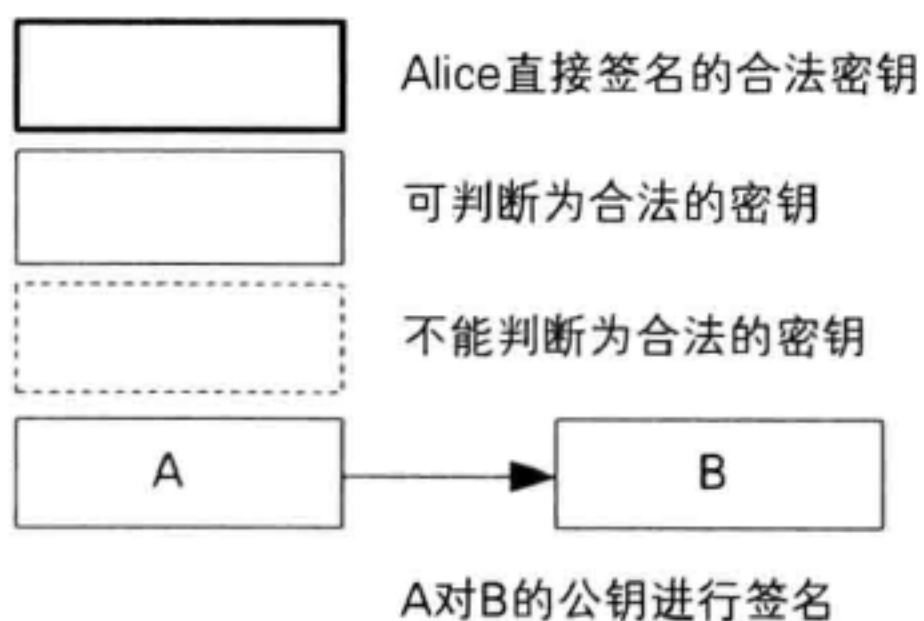 Alice直接签名的合法密钥
可判断为合法的密钥
不能判断为合法的密钥
A
B
A对B的公钥进行签名